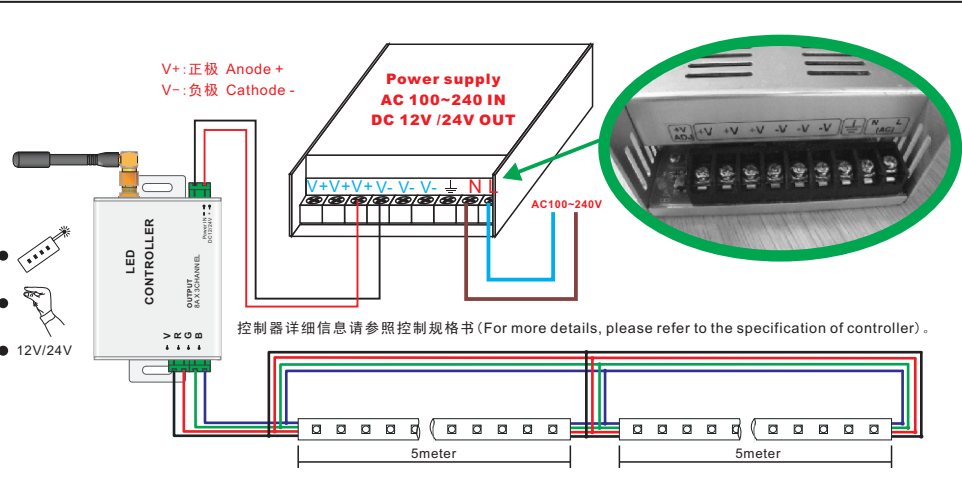 V+:正极 Anode +
V-:负极 Cathode -
Power supply
AC 100~240 IN
DC 12V /24V OUT
V+V+V+ V- V- V- N L
AC100~240V
+V ADJ +V +V +V -V -V -V N L
(AC)
LED
CONTROLLER
Power IN
DC12/24V
OUTPUT
8A X 3CHANNEL
V R G B
12V/24V
控制器详细信息请参照控制规格书(For more details, please refer to the specification of controller)。
5meter
5meter